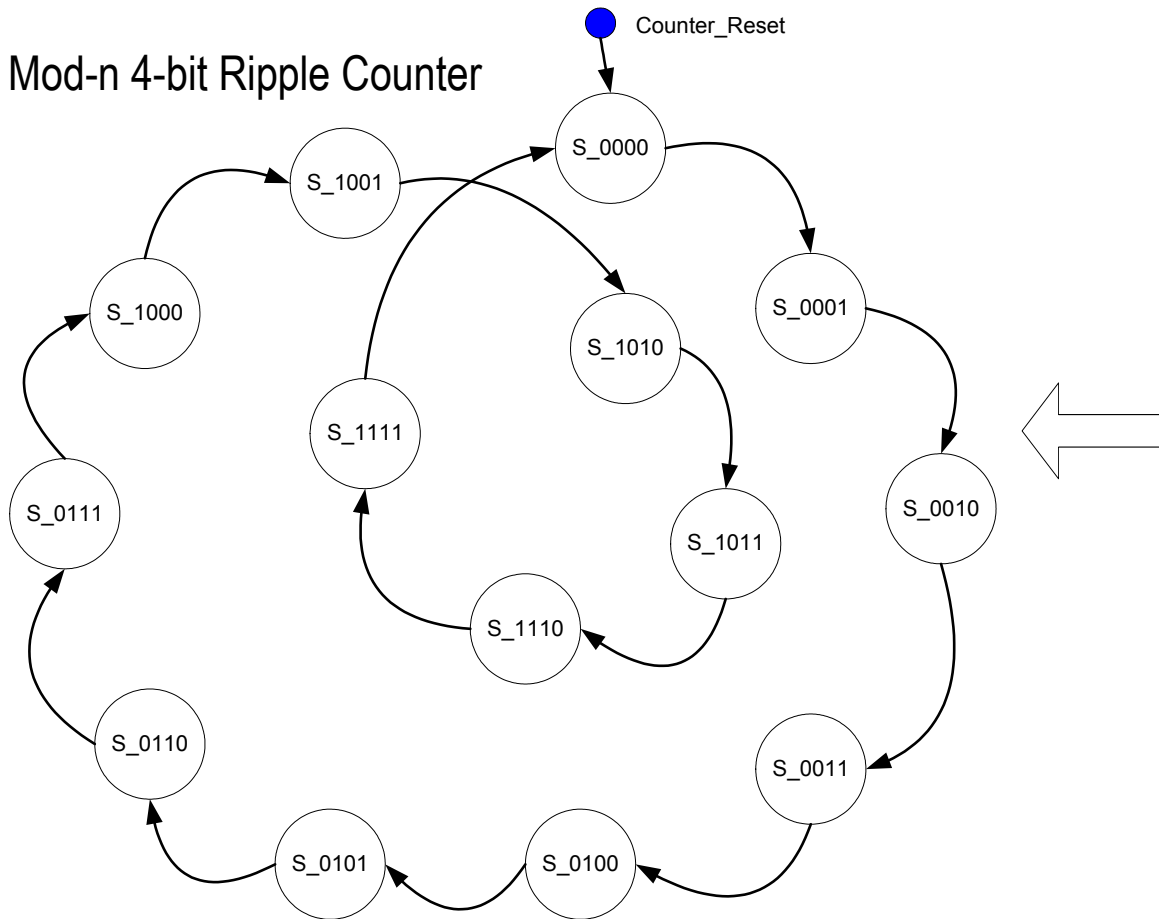 Counter_Reset
Mod-n 4-bit Ripple Counter
S_0000
S_1001
S_0001
S_1000
S_1010
S_1111
S_0010
S_0111
S_1011
S_1110
S_0110
S_0011
S_0101
S_0100